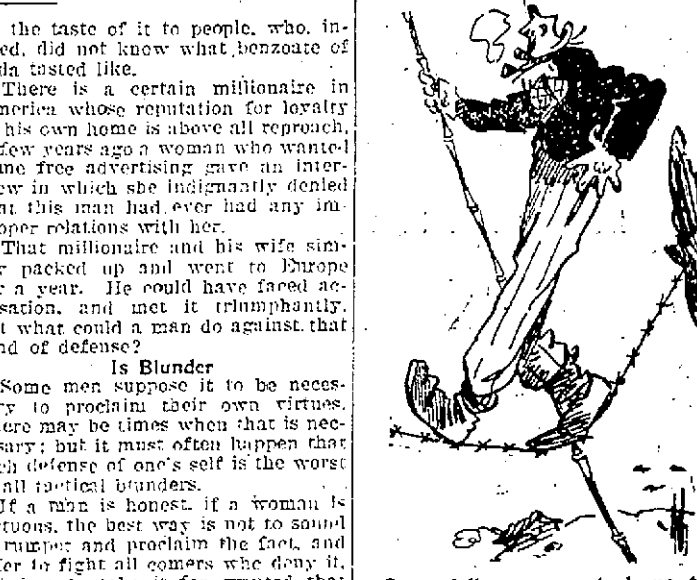 the taste of it to people, who, in-
ed, did not know what benzoate of
da tasted like.
There is a certain millionaire in
merica whose reputation for loyalty
his own home is above all reproach.
few years ago a woman who wanted
me free advertising gave an inter-
ew in which she indignantly denied
at this man had ever had any im-
oper relations with her.
That millionaire and his wife sim-
y packed up and went to Europe
r a year. He could have faced ac-
sation, and met it triumphantly.
t what could a man do against that
nd of defense?
Is Blunder
Some men suppose it to be neces-
ry to proclaim their own virtues.
ere may be times when that is nec-
sary; but it must often happen that
ch defense of one's self is the worst
all tactical blunders.
If a man is honest, if a woman is
tuous, the best way is not to sound
rumpet and proclaim the fact, and
fer to fight all comers who deny it,